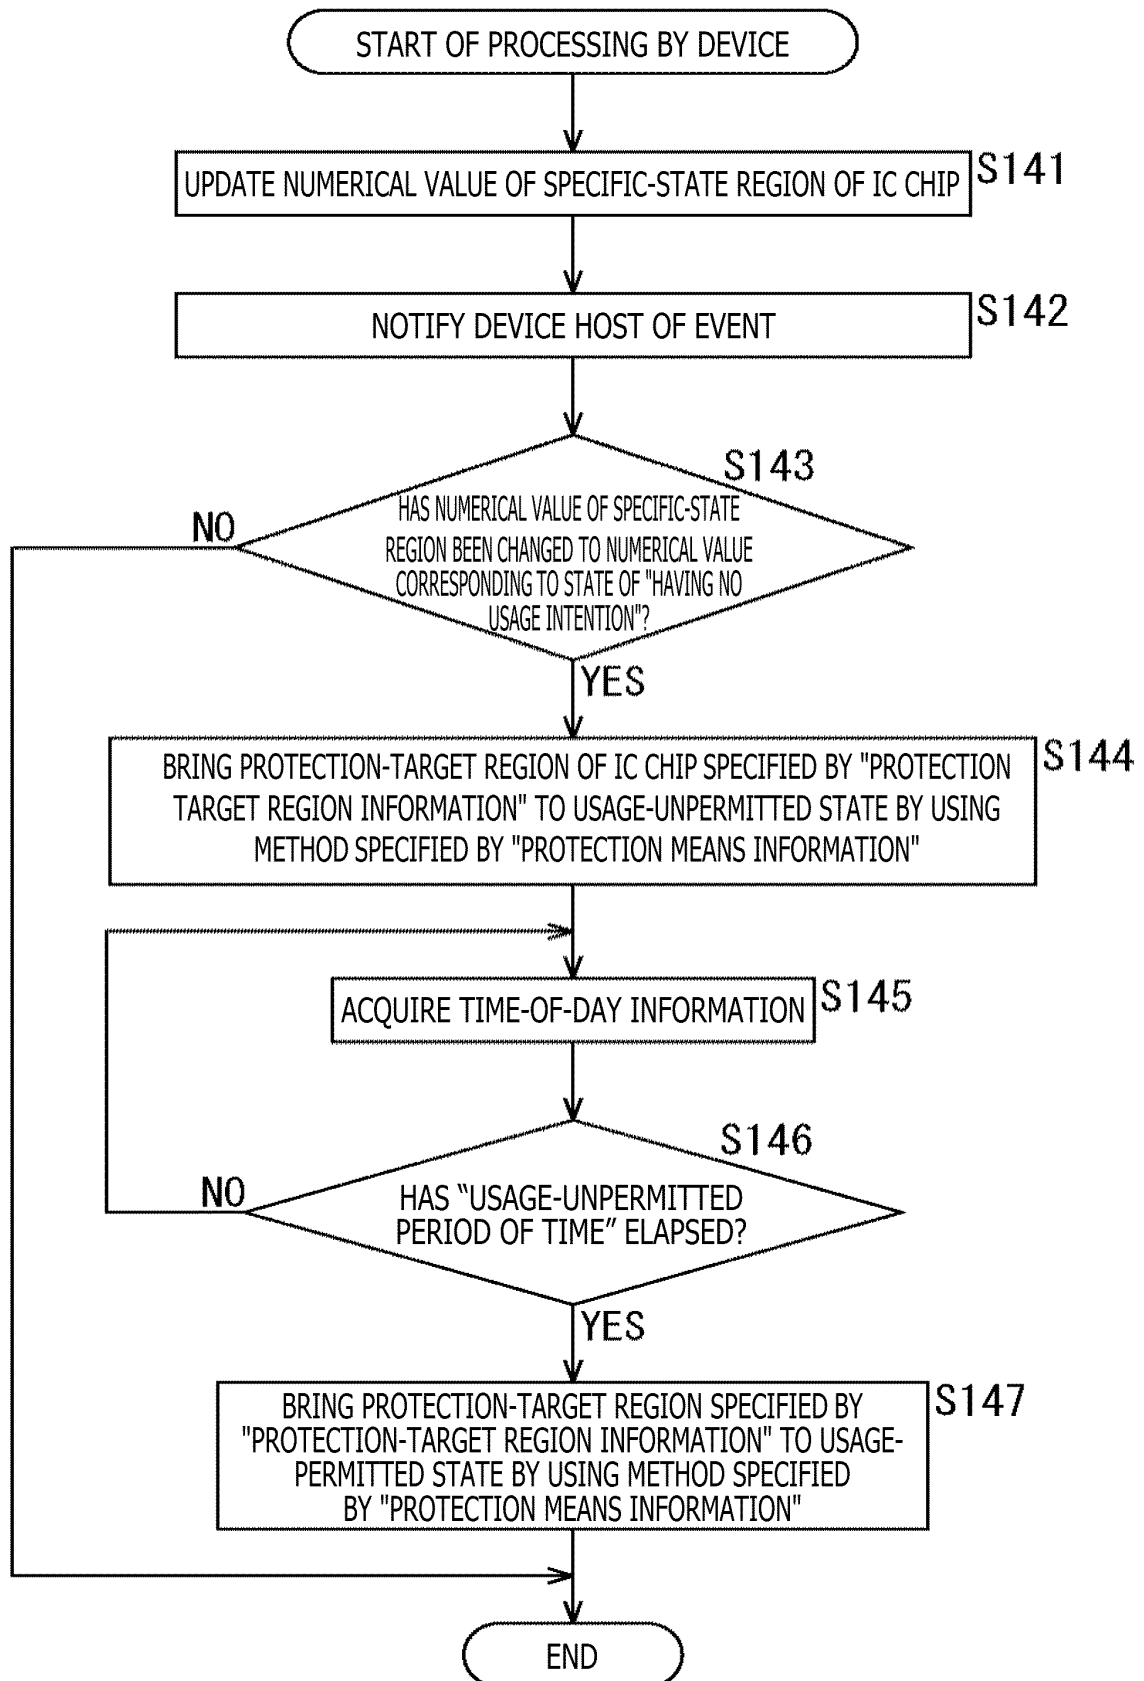 START OF PROCESSING BY DEVICE
UPDATE NUMERICAL VALUE OF SPECIFIC-STATE REGION OF IC CHIP
S141
NOTIFY DEVICE HOST OF EVENT
S142
S143
HAS NUMERICAL VALUE OF SPECIFIC-STATE
REGION BEEN CHANGED TO NUMERICAL VALUE
CORRESPONDING TO STATE OF "HAVING NO
USAGE INTENTION"?
NO
YES
BRING PROTECTION-TARGET REGION OF IC CHIP SPECIFIED BY "PROTECTION
TARGET REGION INFORMATION" TO USAGE-UNPERMITTED STATE BY USING
METHOD SPECIFIED BY "PROTECTION MEANS INFORMATION"
S144
ACQUIRE TIME-OF-DAY INFORMATION
S145
S146
HAS “USAGE-UNPERMITTED
PERIOD OF TIME” ELAPSED?
NO
YES
BRING PROTECTION-TARGET REGION SPECIFIED BY
"PROTECTION-TARGET REGION INFORMATION" TO USAGE-
PERMITTED STATE BY USING METHOD SPECIFIED
BY "PROTECTION MEANS INFORMATION"
S147
END